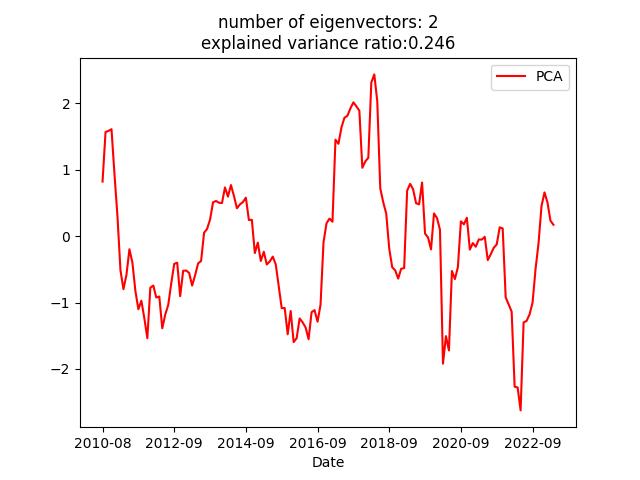 number of eigenvectors: 2
explained variance ratio:0.246
PCA
2
1
0
−1
−2
2010-08 2012-09 2014-09 2016-09 2018-09 2020-09 2022-09
Date